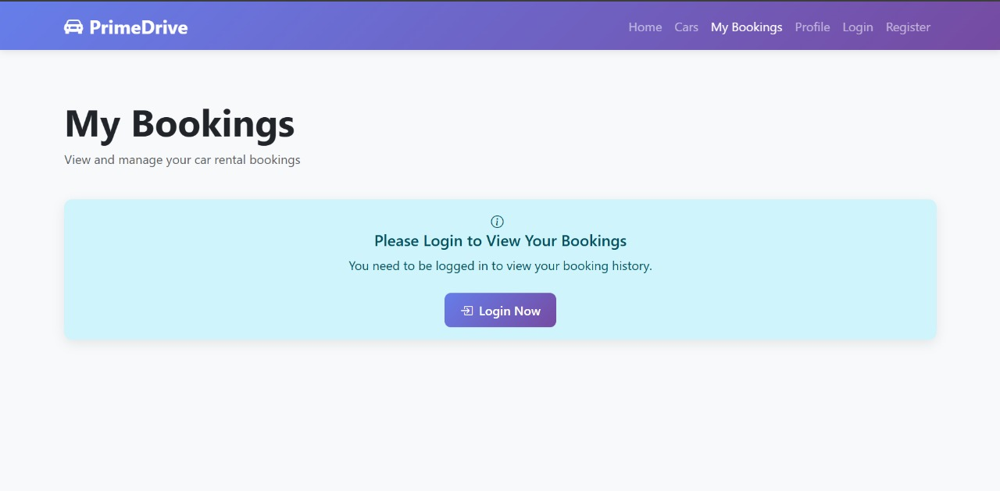 PrimeDrive
Home Cars My Bookings Profile Login Register
My Bookings
View and manage your car rental bookings
Please Login to View Your Bookings
You need to be logged in to view your booking history.
Login Now